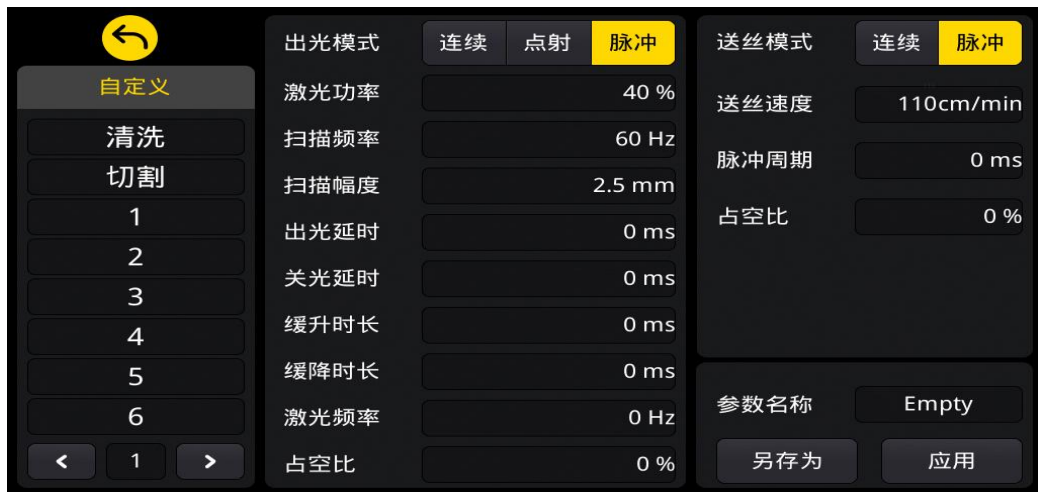 自定义
清洗
切割
1
2
3
4
5
6
< 1 >
出光模式 连续 点射 脉冲
激光功率 40 %
扫描频率 60 Hz
扫描幅度 2.5 mm
出光延时 0 ms
关光延时 0 ms
缓升时长 0 ms
缓降时长 0 ms
激光频率 0 Hz
占空比 0 %
送丝模式 连续 脉冲
送丝速度 110cm/min
脉冲周期 0 ms
占空比 0 %
参数名称 Empty
另存为 应用